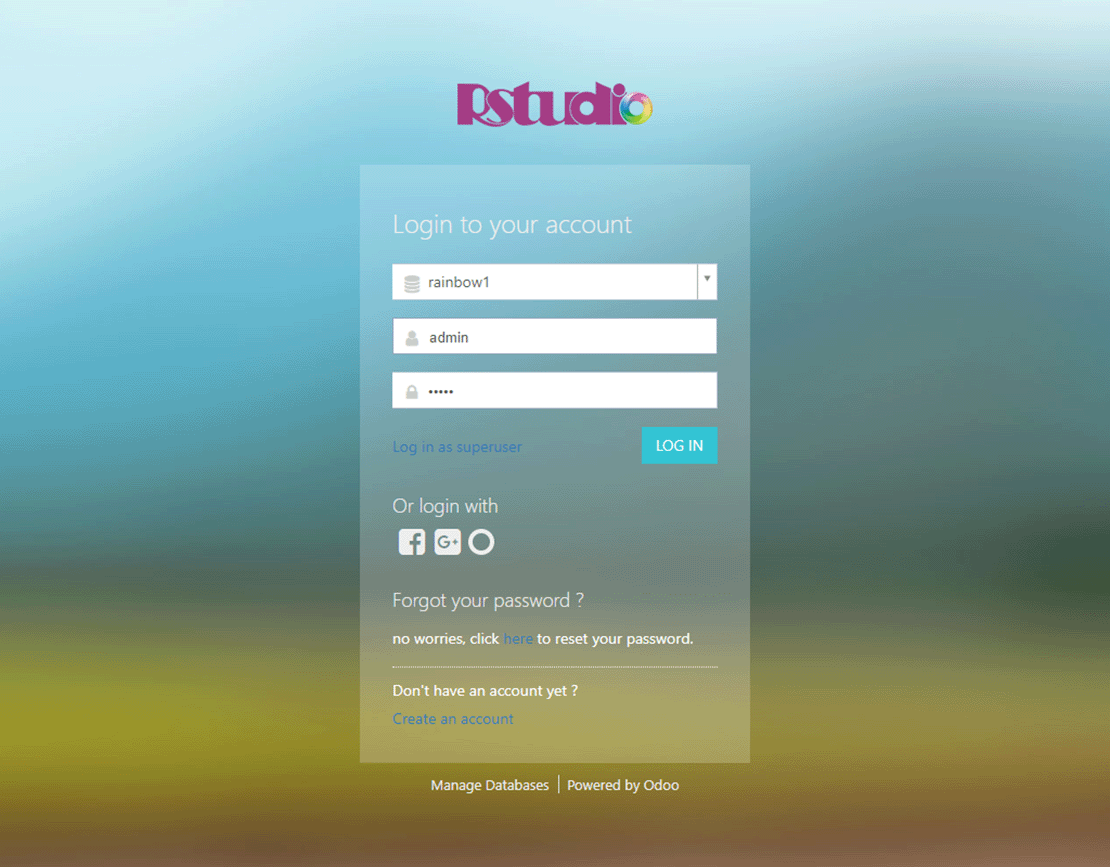 Rstudio
Login to your account
rainbow1
admin
•••••
Log in as superuser
LOG IN
Or login with
G+
Forgot your password ?
no worries, click here to reset your password.
Don't have an account yet ?
Create an account
Manage Databases | Powered by Odoo